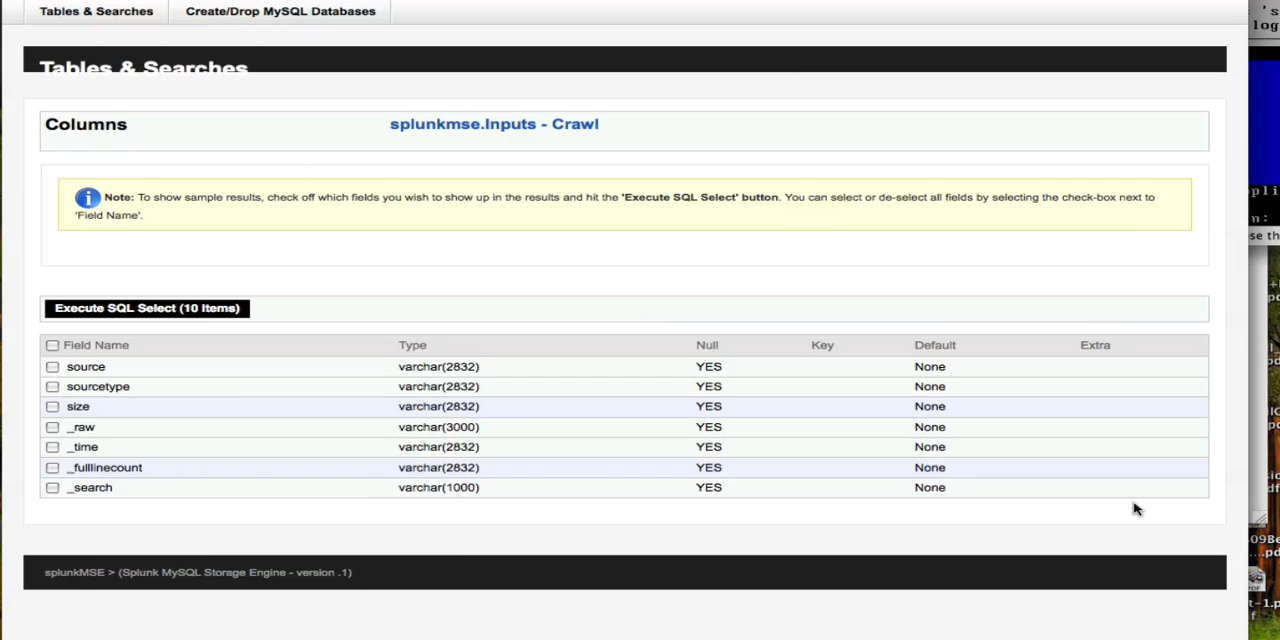 Tables & Searches
Create/Drop MySQL Databases
Tables & Searches
Columns
splunkmse.Inputs - Crawl
Note: To show sample results, check off which fields you wish to show up in the results and hit the 'Execute SQL Select' button. You can select or de-select all fields by selecting the check-box next to
'Field Name'.
Execute SQL Select (10 Items)
Field Name Type Null Key Default Extra
source varchar(2832) YES None
sourcetype varchar(2832) YES None
size varchar(2832) YES None
_raw varchar(3000) YES None
_time varchar(2832) YES None
_fulllinecount varchar(2832) YES None
_search varchar(1000) YES None
splunkMSE > (Splunk MySQL Storage Engine - version .1)